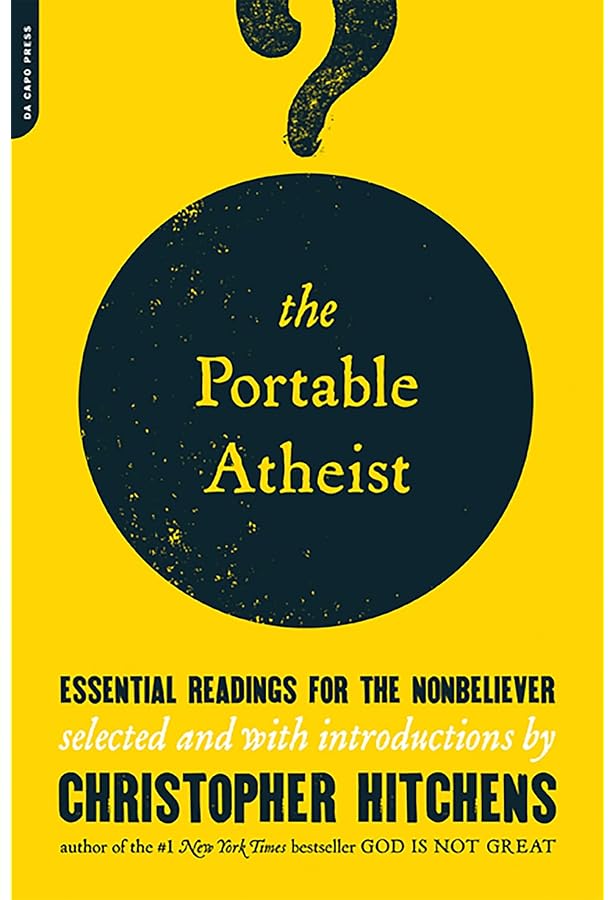 DA CAPO PRESS
?
the
Portable
Atheist
ESSENTIAL READINGS FOR THE NONBELIEVER
selected and with introductions by
CHRISTOPHER HITCHENS
author of the #1 New York Times bestseller GOD IS NOT GREAT